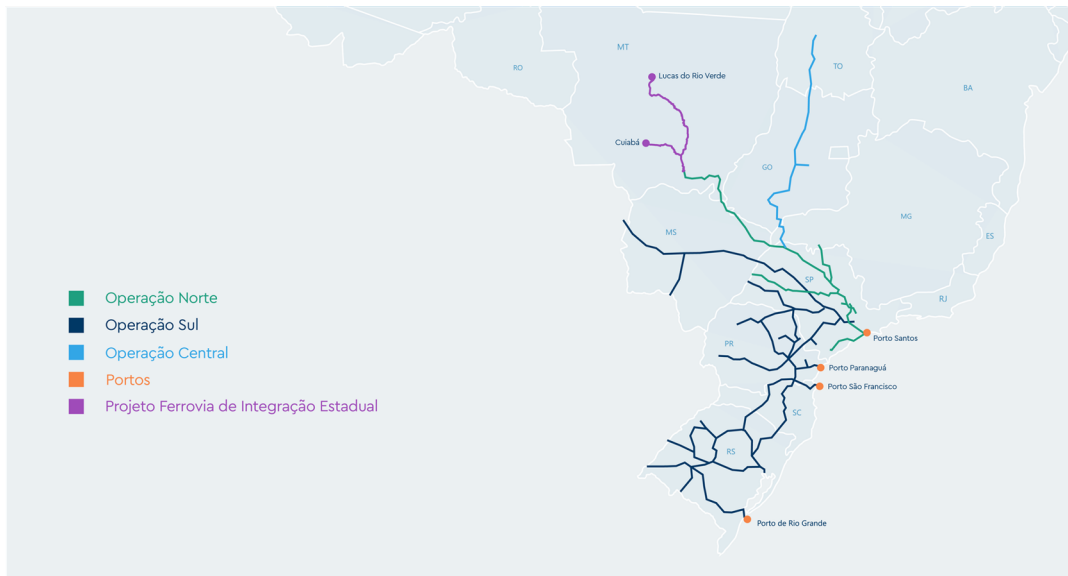 MT
RO
TO
Lucas do Rio Verde
BA
Cuiabá
GO
MG
MS
ES
SP
RJ
Operação Norte
Operação Sul
Porto Santos
PR
Operação Central
Porto Paranaguá
Portos
Porto São Francisco
Projeto Ferrovia de Integração Estadual
SC
RS
Porto de Rio Grande